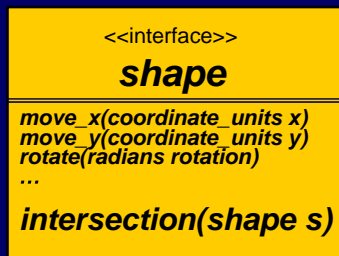 <<interface>>
shape
move_x(coordinate_units x)
move_y(coordinate_units y)
rotate(radians rotation)
…
intersection(shape s)